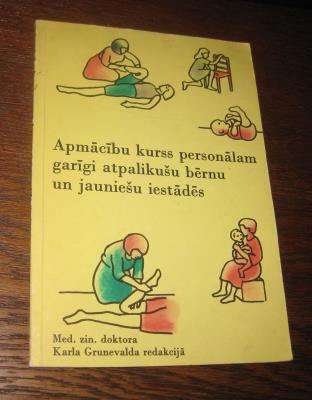 Apmācību kurss personālam
garīgi atpalikušu bērnu
un jauniešu iestādēs
Med. zin. doktora
Karla Grunevalda redakcijā